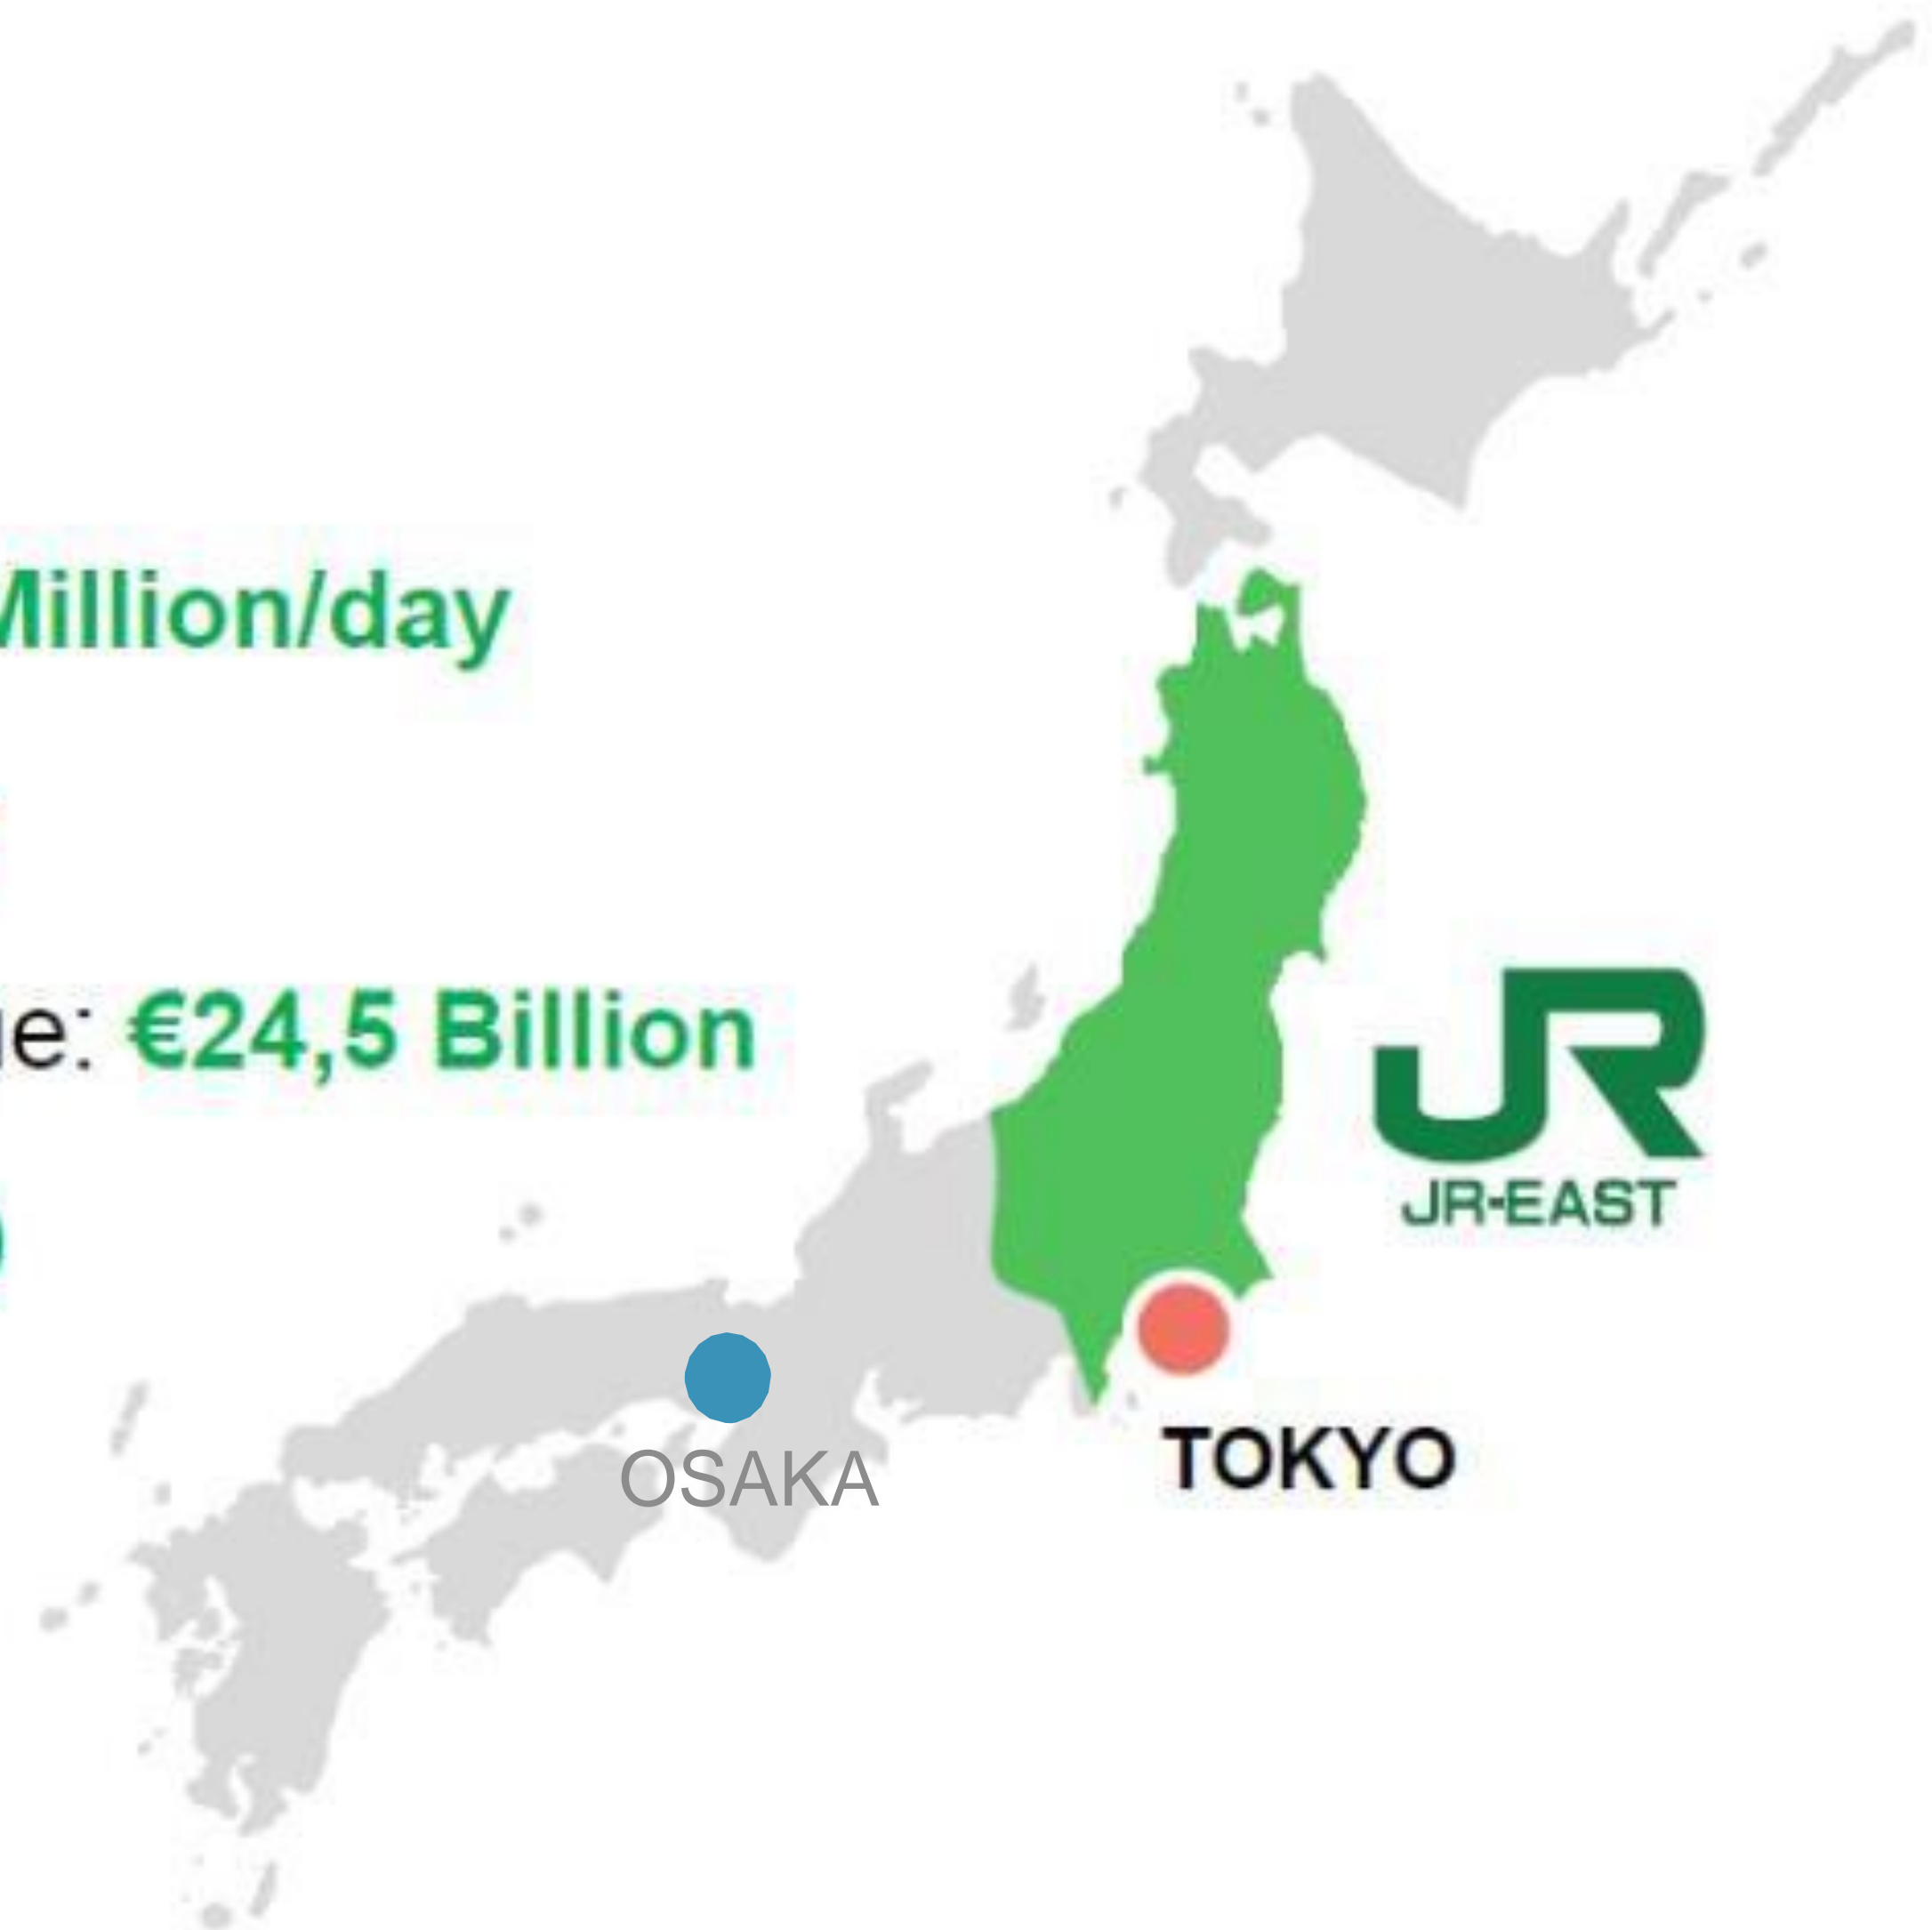 Million/day
e: €24,5 Billion
JR
JR-EAST
OSAKA
TOKYO